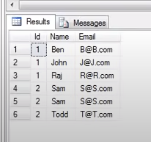 Results Messages
Id Name Email
1 1 Ben B@B.com
2 1 John J@J.com
3 1 Raj R@R.com
4 2 Sam S@S.com
5 2 Sam S@S.com
6 2 Todd T@T.com